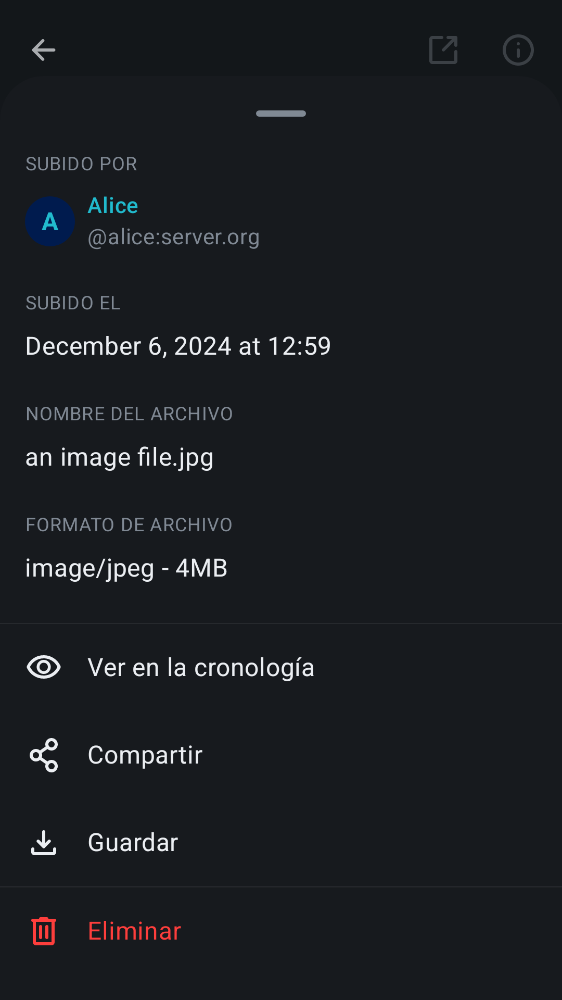 SUBIDO POR
A
Alice
@alice:server.org
SUBIDO EL
December 6, 2024 at 12:59
NOMBRE DEL ARCHIVO
an image file.jpg
FORMATO DE ARCHIVO
image/jpeg - 4MB
Ver en la cronología
Compartir
Guardar
Eliminar